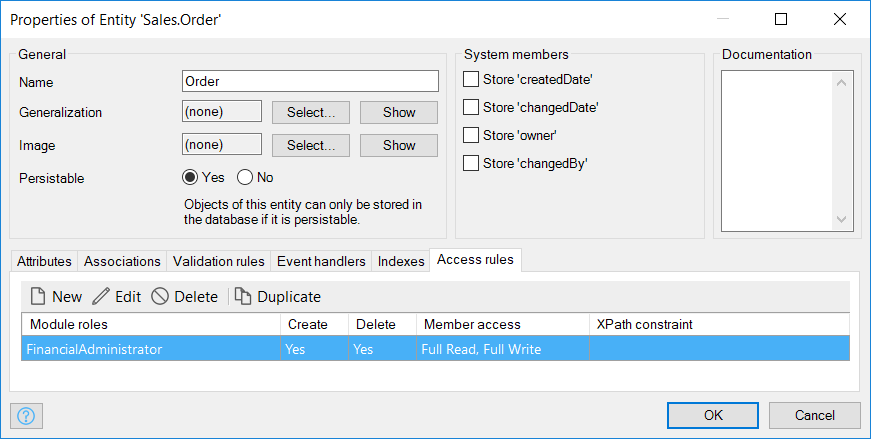 Properties of Entity 'Sales.Order'
General
Name
Order
Generalization
(none)
Select...
Show
Image
(none)
Select...
Show
Persistable
Yes
No
Objects of this entity can only be stored in
the database if it is persistable.
System members
Store 'createdDate'
Store 'changedDate'
Store 'owner'
Store 'changedBy'
Documentation
Attributes Associations Validation rules Event handlers Indexes Access rules
New Edit Delete Duplicate
Module roles Create Delete Member access XPath constraint
FinancialAdministrator Yes Yes Full Read, Full Write
?
OK
Cancel